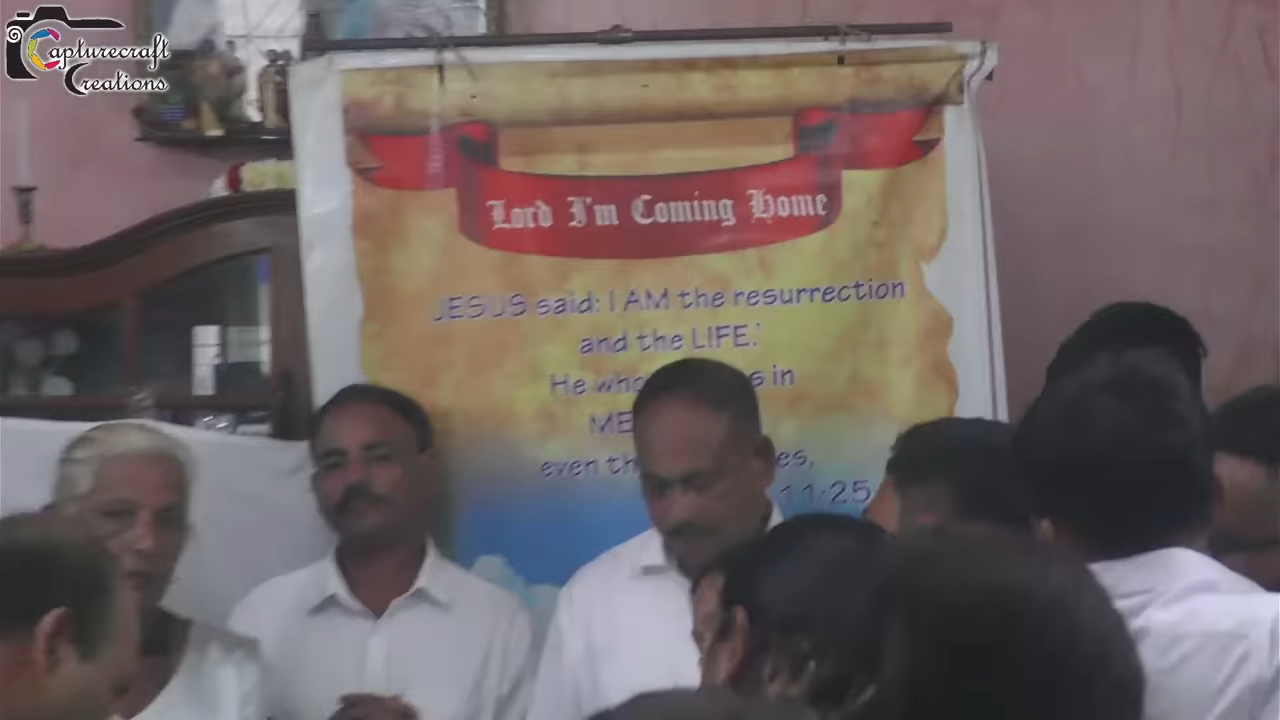 Capturecraft
Creations
Lord I'm Coming Home
JESUS said: I AM the resurrection
and the LIFE.'
He who in
ME
even
11:25